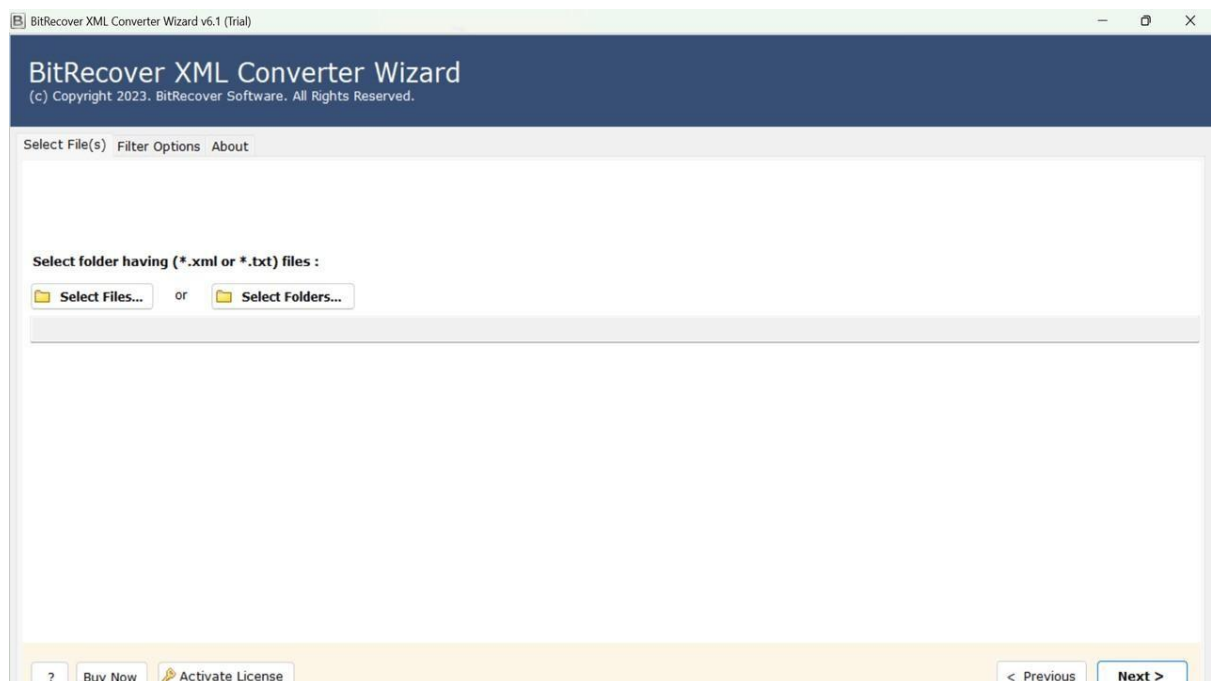 BitRecover XML Converter Wizard v6.1 (Trial)
BitRecover XML Converter Wizard
(c) Copyright 2023. BitRecover Software. All Rights Reserved.
Select File(s) Filter Options About
Select folder having (*.xml or *.txt) files :
Select Files... or Select Folders...
? Buy Now Activate License < Previous Next >